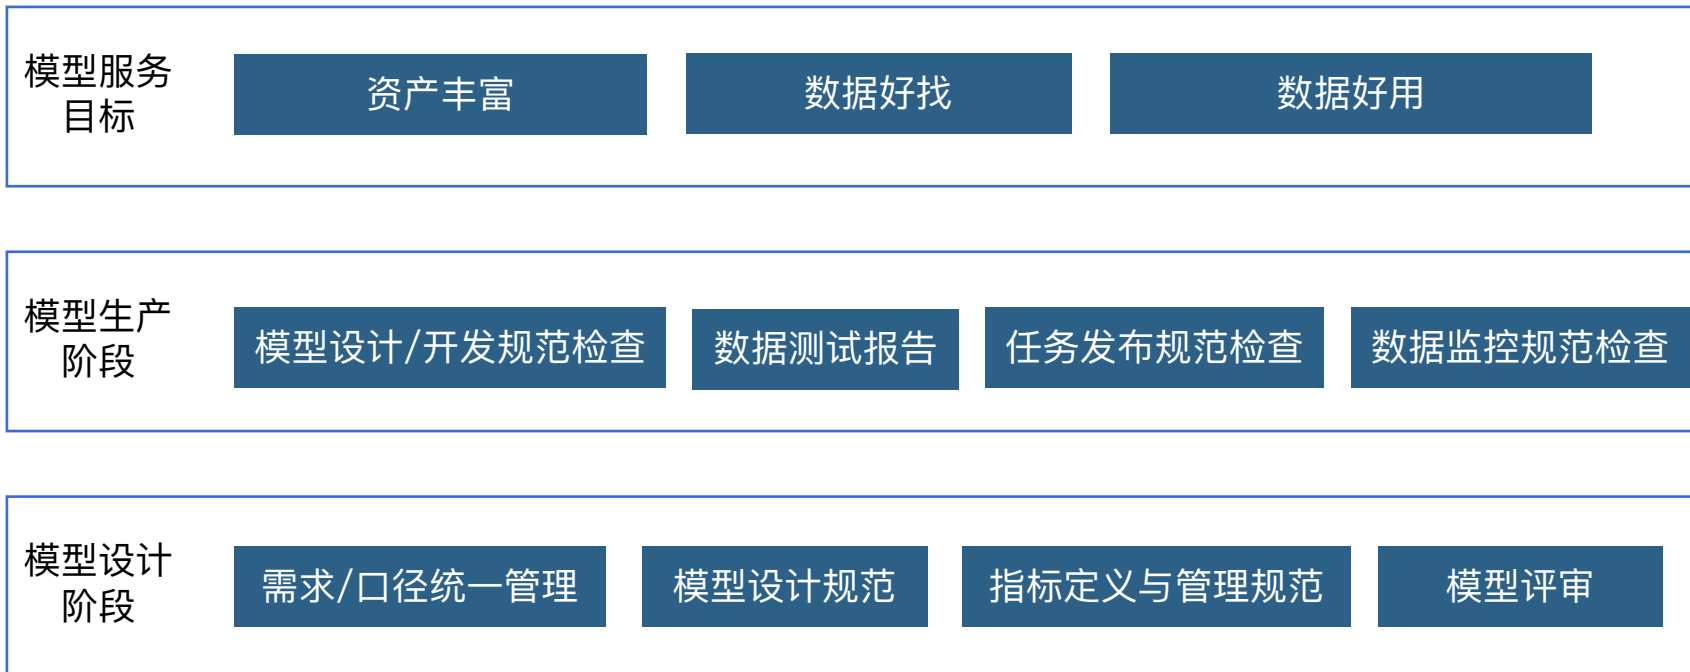 模型服务
目标
资产丰富
数据好找
数据好用
模型生产
阶段
模型设计/开发规范检查
数据测试报告
任务发布规范检查
数据监控规范检查
模型设计
阶段
需求/口径统一管理
模型设计规范
指标定义与管理规范
模型评审